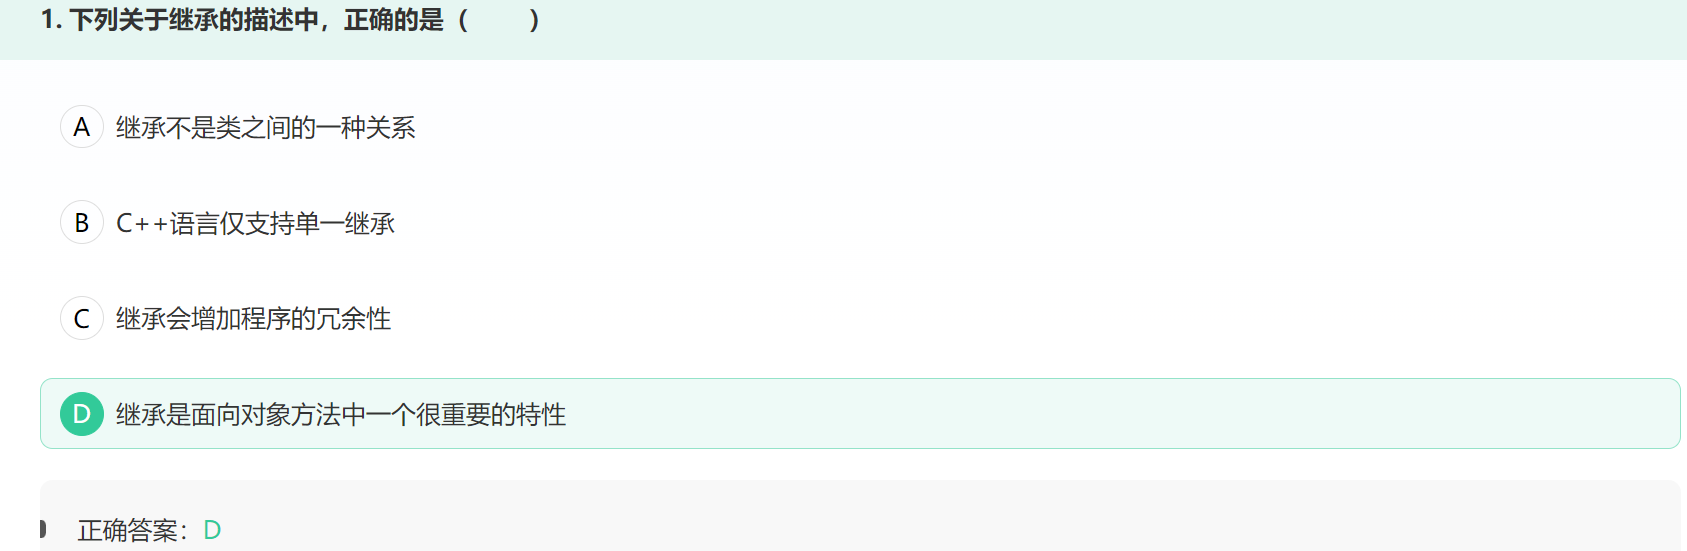 1. 下列关于继承的描述中，正确的是（　　）
A 继承不是类之间的一种关系
B C++语言仅支持单一继承
C 继承会增加程序的冗余性
D 继承是面向对象方法中一个很重要的特性
正确答案：D